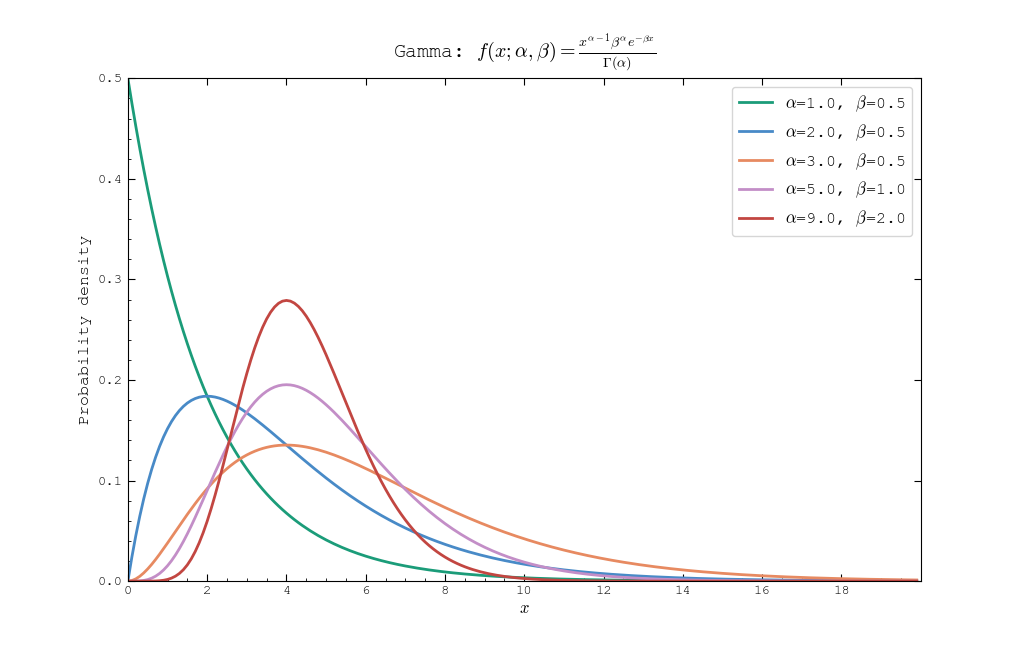 Gamma: f(x;α,β)=x^{α−1}β^α e^{−βx}/Γ(α)
α=1.0, β=0.5
α=2.0, β=0.5
α=3.0, β=0.5
α=5.0, β=1.0
α=9.0, β=2.0
Probability density
0.5
0.4
0.3
0.2
0.1
0.0
0 2 4 6 8 10 12 14 16 18
x